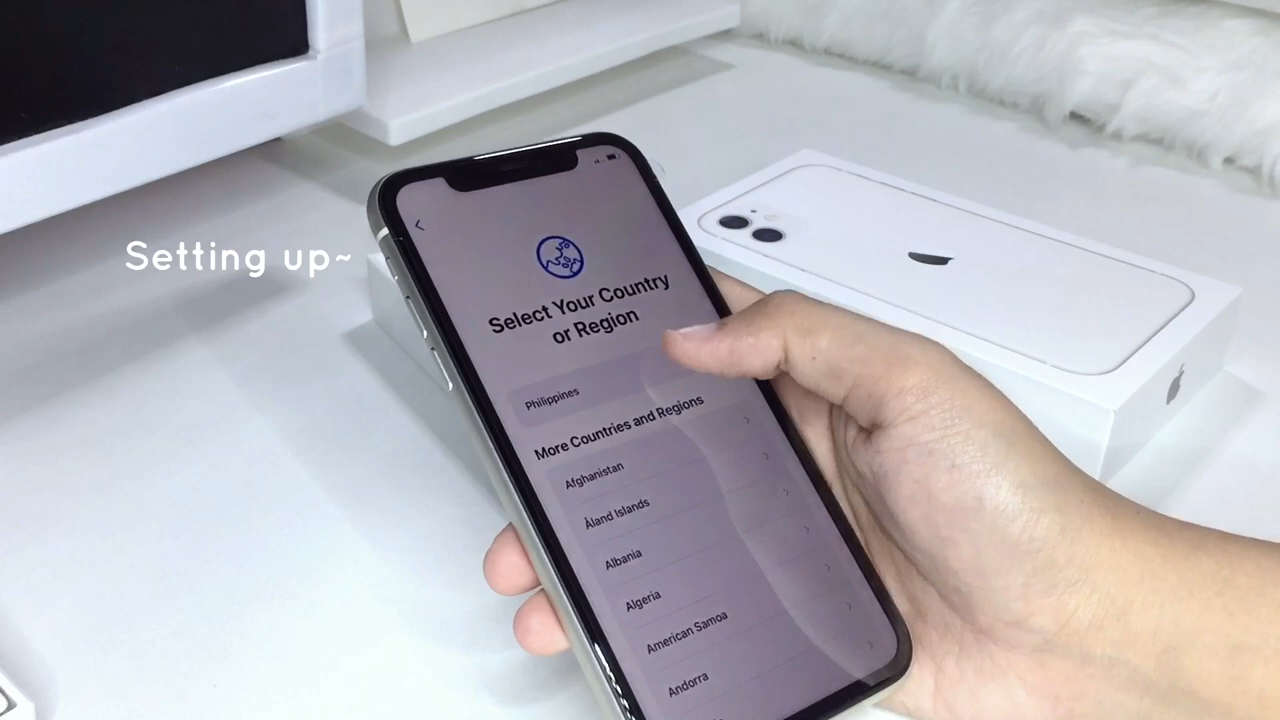 Setting up~
Select Your Country
or Region
Philippines
More Countries and Regions
Afghanistan
Åland Islands
Albania
Algeria
American Samoa
Andorra